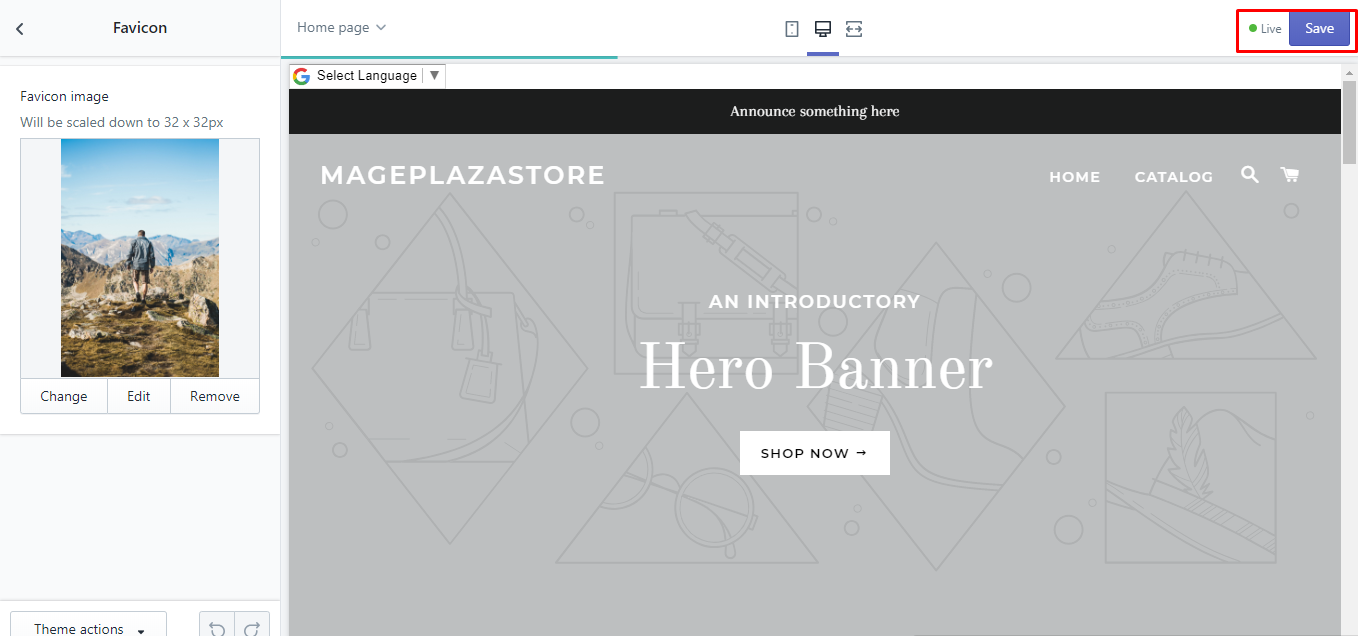 Favicon
Home page
Live
Save
Favicon image
Will be scaled down to 32 x 32px
Change
Edit
Remove
Theme actions
Select Language
Announce something here
MAGEPLAZASTORE
HOME
CATALOG
AN INTRODUCTORY
Hero Banner
SHOP NOW →